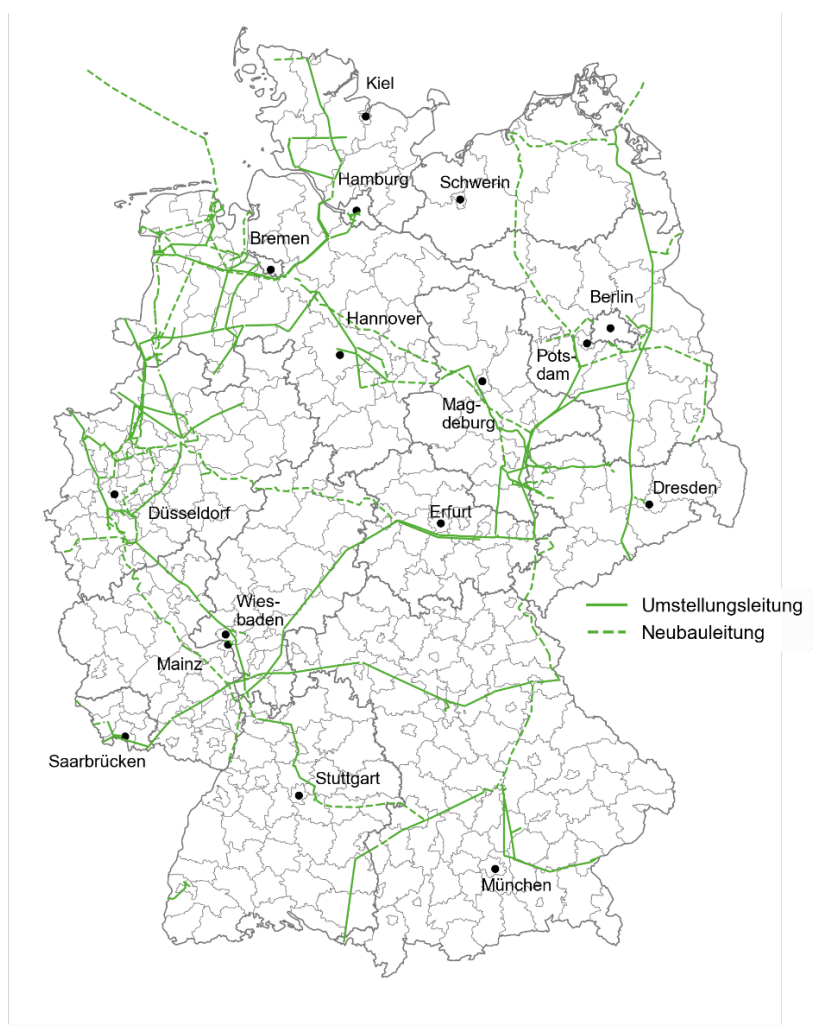 Kiel
Hamburg
Schwerin
Bremen
Berlin
Hannover
Pots-
dam
Mag-
deburg
Dresden
Düsseldorf
Erfurt
Wies-
baden
Umstellungsleitung
Neubauleitung
Mainz
Saarbrücken
Stuttgart
München